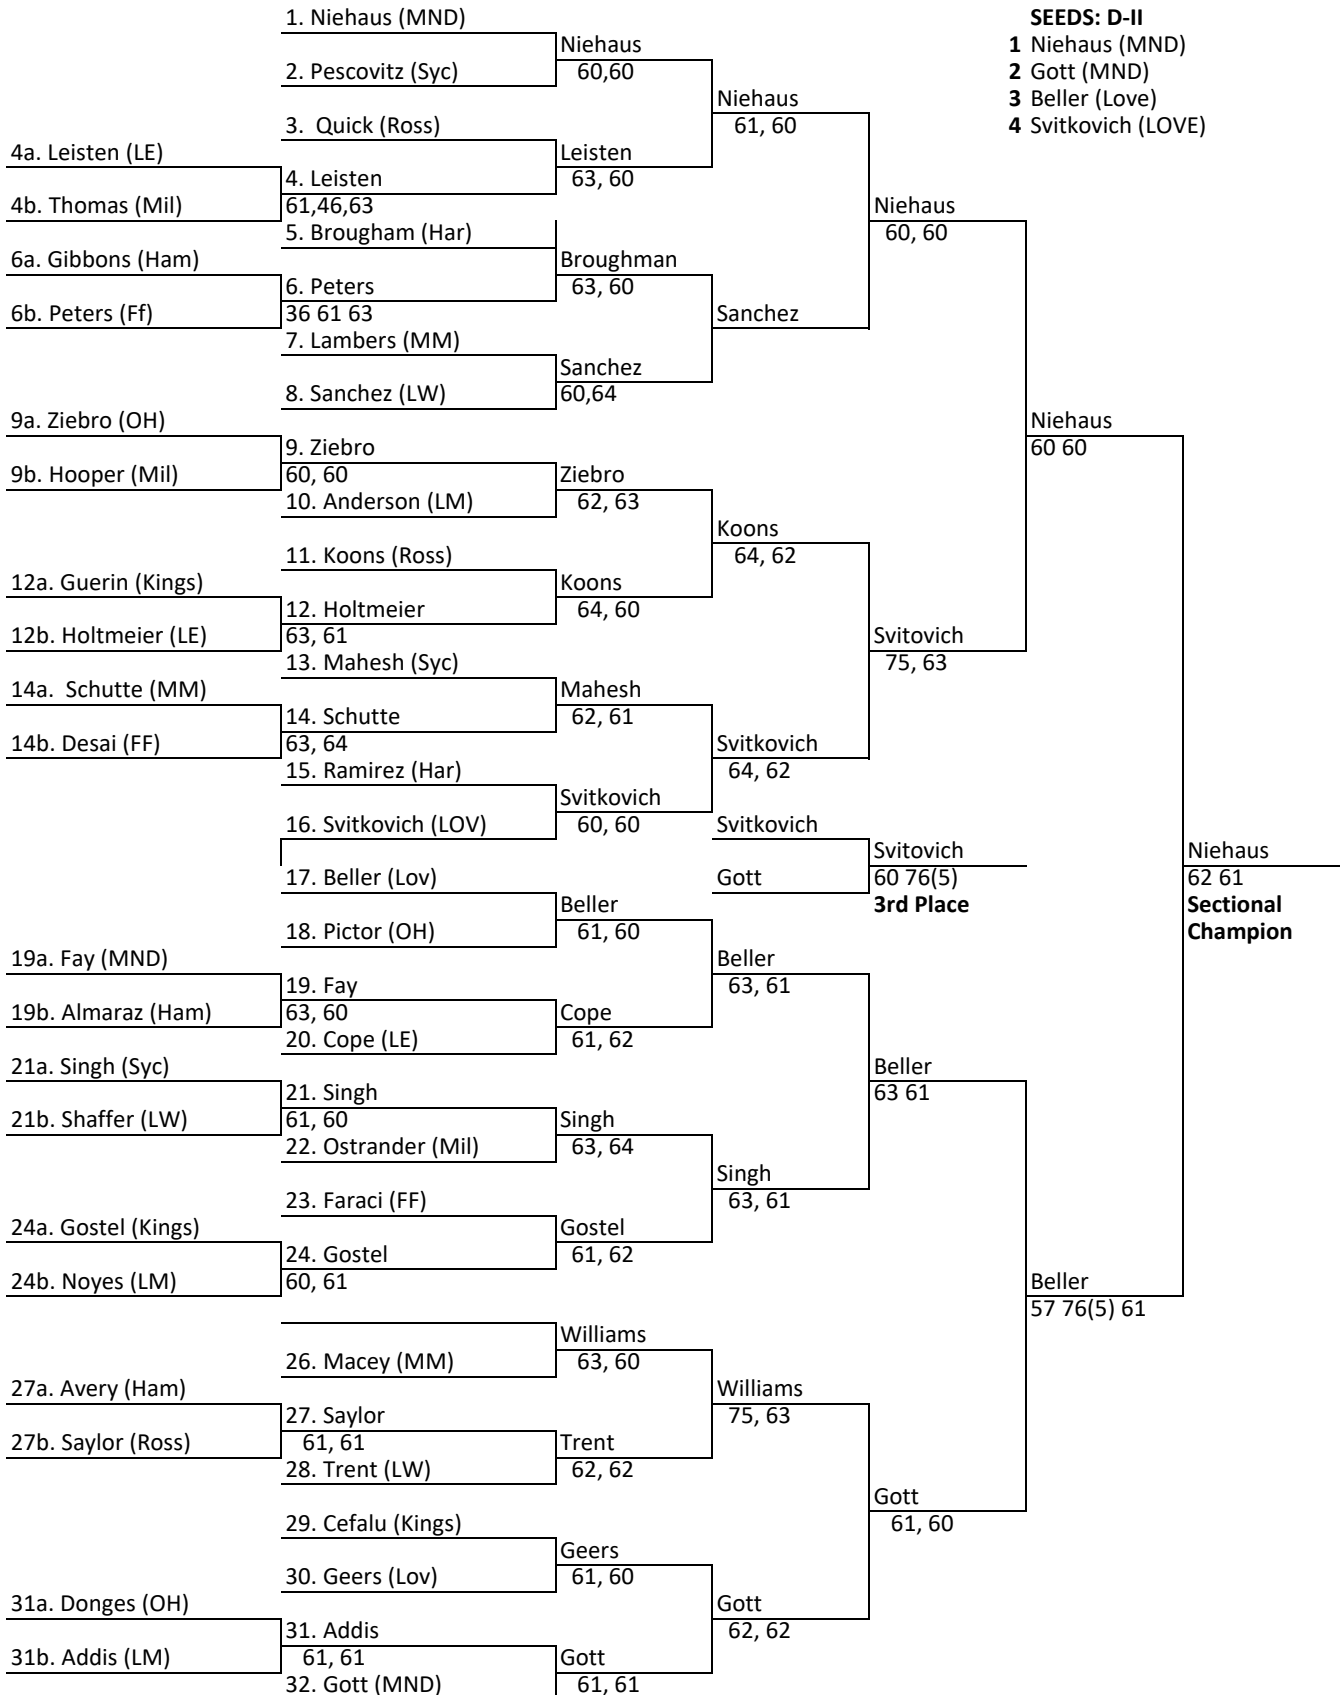 1. Niehaus (MND)
SEEDS: D-II
Niehaus
1 Niehaus (MND)
2. Pescovitz (Syc)
60,60
2 Gott (MND)
Niehaus
3 Beller (Love)
3. Quick (Ross)
61, 60
4 Svitkovich (LOVE)
4a. Leisten (LE)
Leisten
4. Leisten
63, 60
4b. Thomas (Mil)
61,46,63
Niehaus
5. Brougham (Har)
60, 60
6a. Gibbons (Ham)
Broughman
6. Peters
63, 60
6b. Peters (Ff)
36 61 63
Sanchez
7. Lambers (MM)
Sanchez
8. Sanchez (LW)
60,64
9a. Ziebro (OH)
Niehaus
9. Ziebro
60 60
9b. Hooper (Mil)
60, 60
Ziebro
10. Anderson (LM)
62, 63
Koons
11. Koons (Ross)
64, 62
12a. Guerin (Kings)
Koons
12. Holtmeier
64, 60
12b. Holtmeier (LE)
63, 61
Svitovich
13. Mahesh (Syc)
75, 63
14a. Schutte (MM)
Mahesh
14. Schutte
62, 61
14b. Desai (FF)
63, 64
Svitkovich
15. Ramirez (Har)
64, 62
Svitkovich
16. Svitkovich (LOV)
60, 60
Svitkovich
Svitovich
Niehaus
17. Beller (Lov)
Gott
60 76(5)
62 61
Beller
3rd Place
Sectional
18. Pictor (OH)
61, 60
Champion
19a. Fay (MND)
Beller
19. Fay
63, 61
19b. Almaraz (Ham)
63, 60
Cope
20. Cope (LE)
61, 62
21a. Singh (Syc)
Beller
21. Singh
63 61
21b. Shaffer (LW)
61, 60
Singh
22. Ostrander (Mil)
63, 64
Singh
23. Faraci (FF)
63, 61
24a. Gostel (Kings)
Gostel
24. Gostel
61, 62
24b. Noyes (LM)
60, 61
Beller
57 76(5) 61
Williams
26. Macey (MM)
63, 60
27a. Avery (Ham)
Williams
27. Saylor
75, 63
27b. Saylor (Ross)
61, 61
Trent
28. Trent (LW)
62, 62
Gott
29. Cefalu (Kings)
61, 60
Geers
30. Geers (Lov)
61, 60
31a. Donges (OH)
Gott
31. Addis
62, 62
31b. Addis (LM)
61, 61
Gott
32. Gott (MND)
61, 61